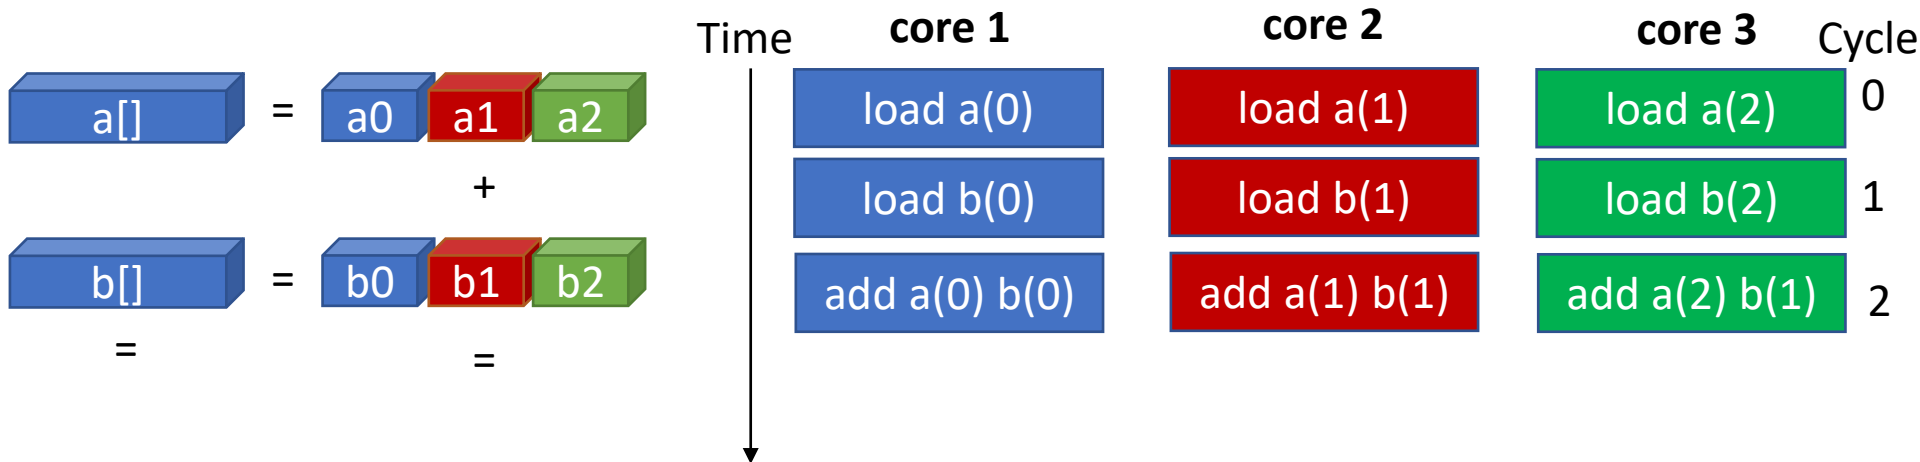 Time core 1 core 2 core 3 Cycle
a[] = a0 a1 a2 load a(0) load a(1) load a(2) 0
+
load b(0) load b(1) load b(2) 1
b[] = b0 b1 b2 add a(0) b(0) add a(1) b(1) add a(2) b(1) 2
= =